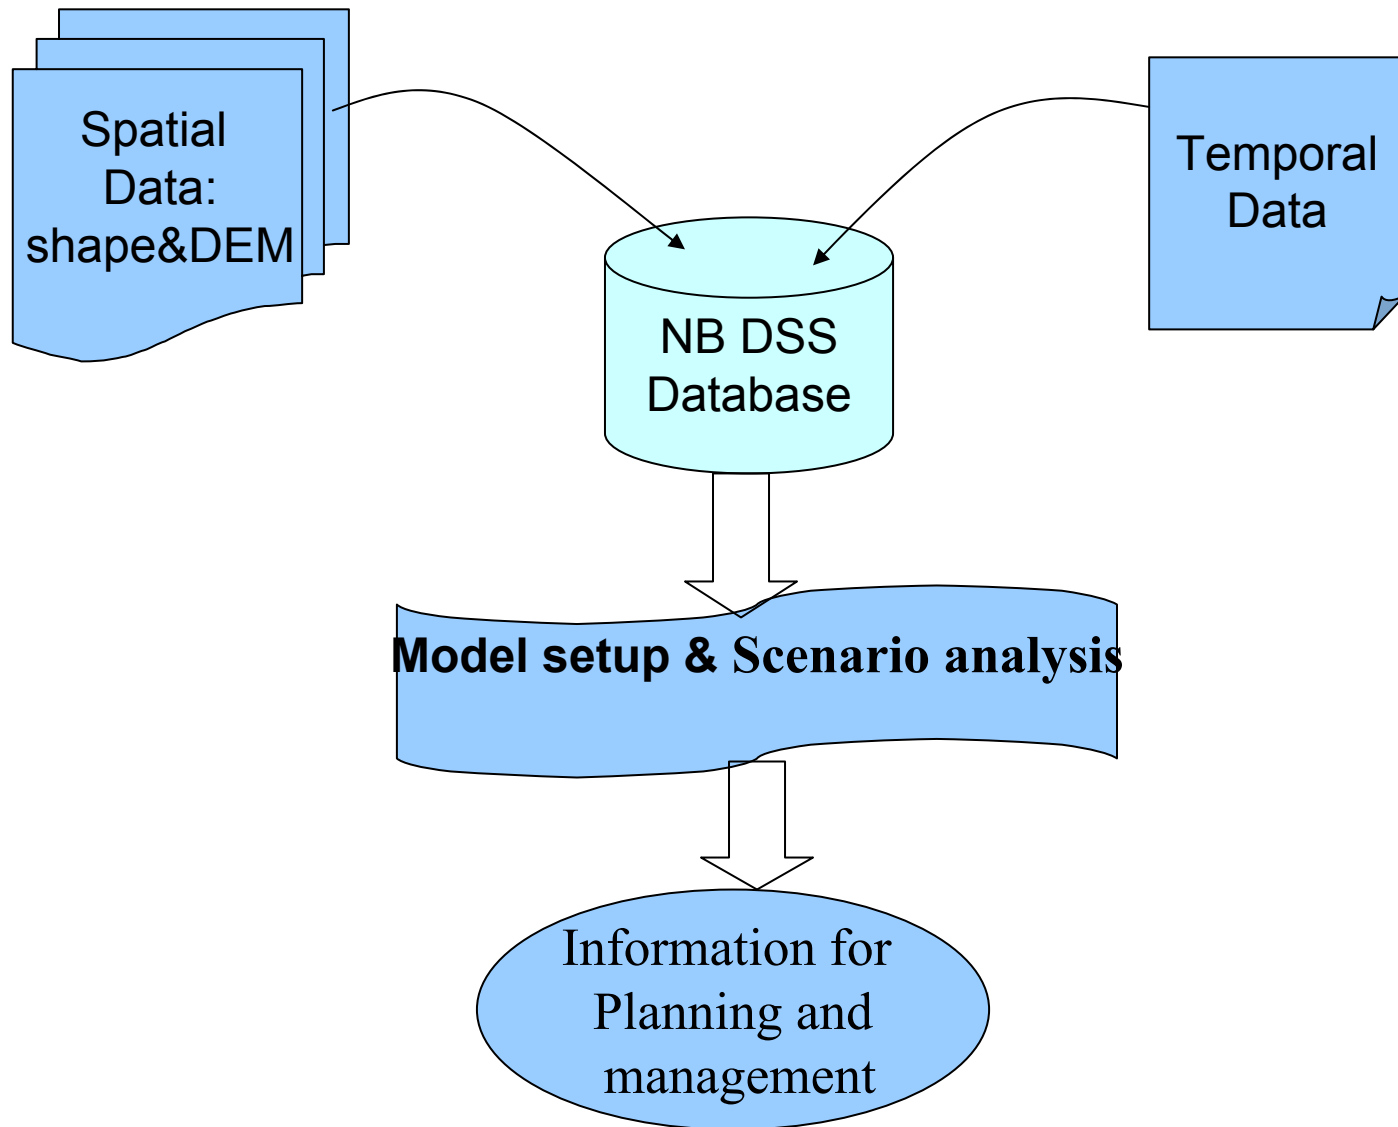 Spatial
Data:
shape&DEM
Temporal
Data
NB DSS
Database
Model setup & Scenario analysis
Information for
Planning and
management